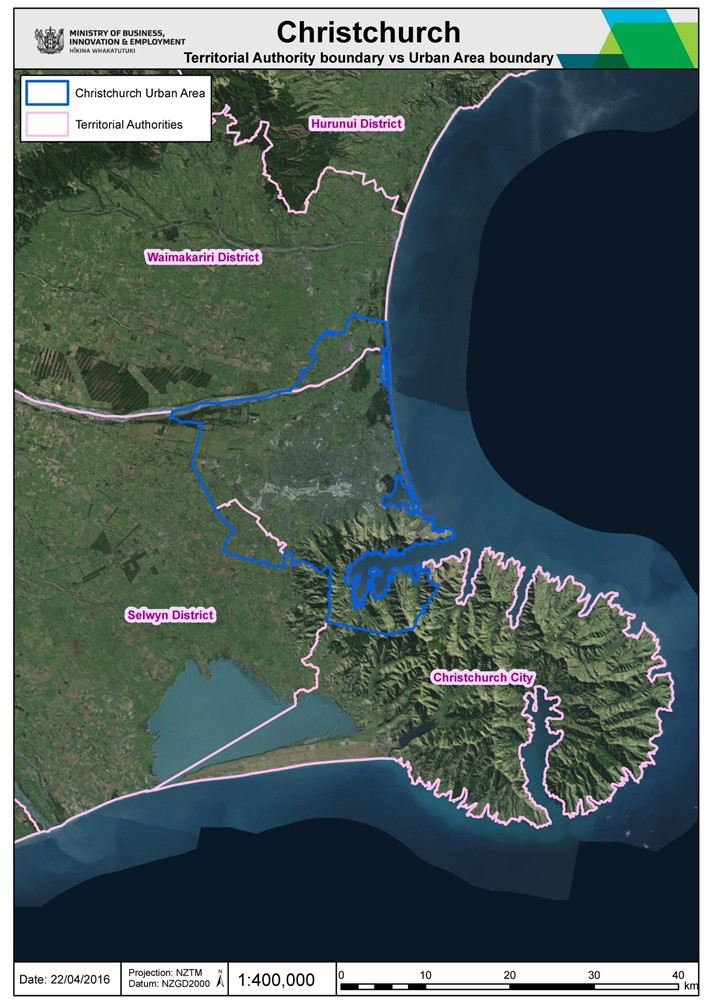 MINISTRY OF BUSINESS,
INNOVATION & EMPLOYMENT
HĪKINA WHAKATUTUKI
Christchurch
Territorial Authority boundary vs Urban Area boundary
Christchurch Urban Area
Territorial Authorities
Hurunui District
Waimakariri District
Selwyn District
Christchurch City
Date: 22/04/2016
Projection: NZTM
Datum: NZGD2000
N
1:400,000
0 10 20 30 40
km